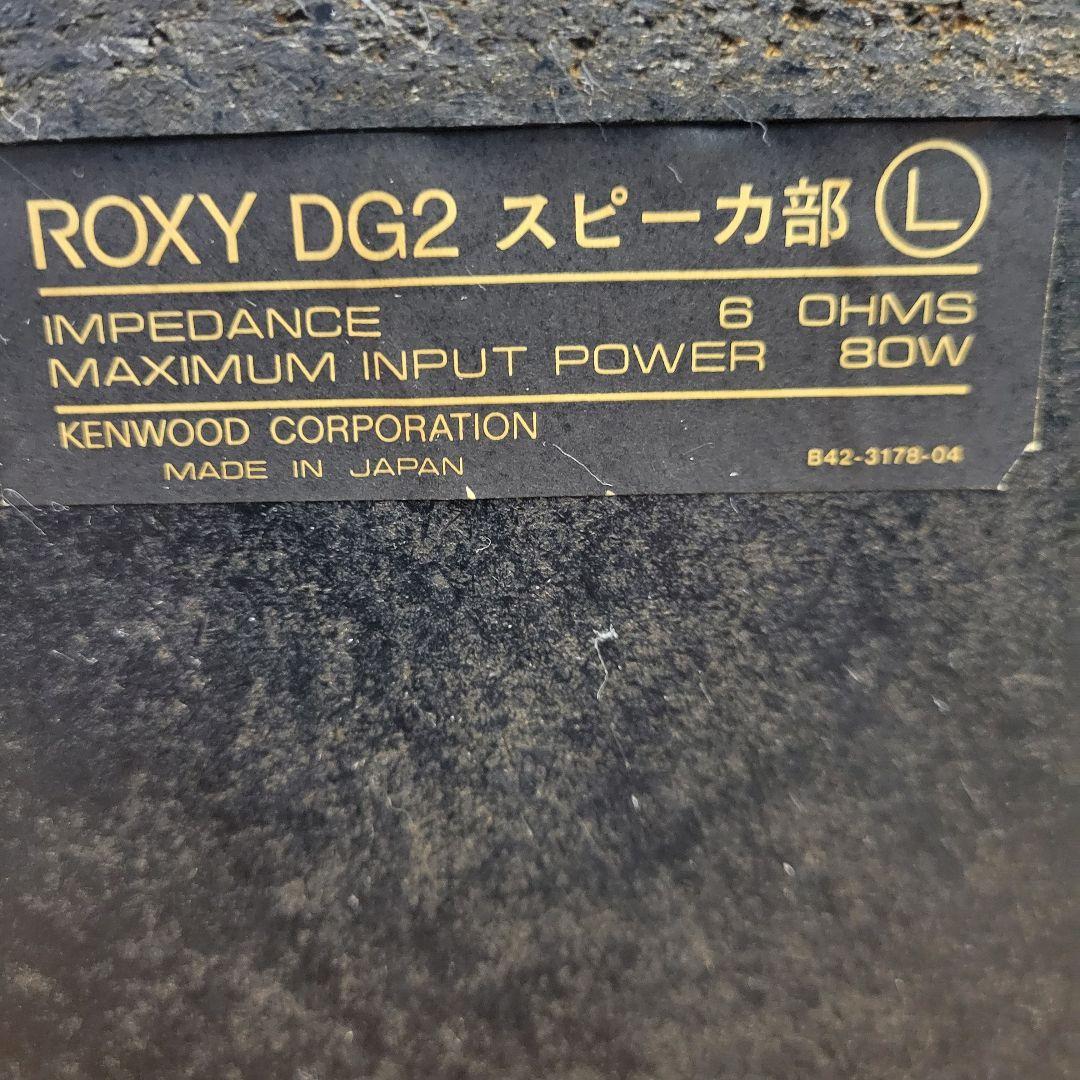 ROXY DG2 スピーカ部 Ⓛ
IMPEDANCE 6 OHMS
MAXIMUM INPUT POWER 80W
KENWOOD CORPORATION
MADE IN JAPAN B42-3178-04